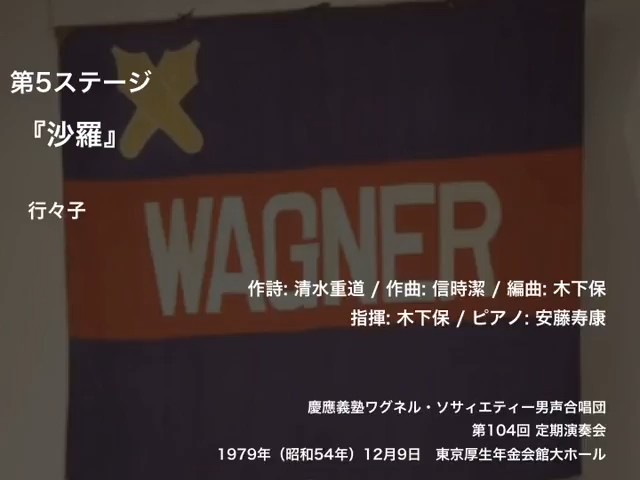 第5ステージ
『沙羅』
行々子
WAGNER
作詩: 清水重道 / 作曲: 信時潔 / 編曲: 木下保
指揮: 木下保 / ピアノ: 安藤寿康
慶應義塾ワグネル・ソサィエティー男声合唱団
第104回 定期演奏会
1979年（昭和54年）12月9日　東京厚生年金会館大ホール